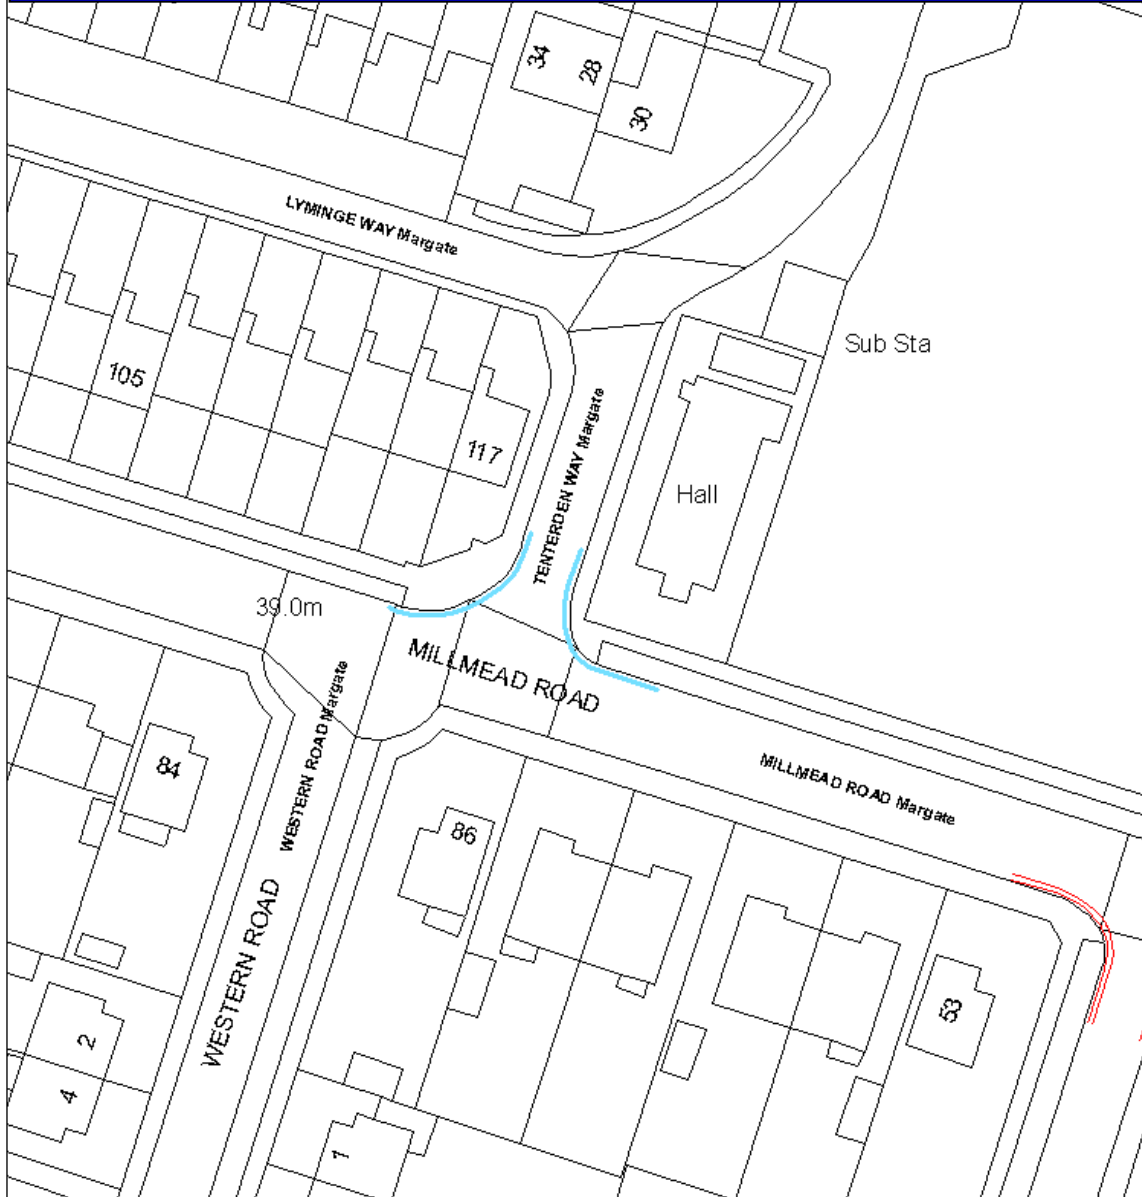 34
28
30
LYMINGE WAY Margate
Sub Sta
105
117
TENTERDEN WAY Margate
Hall
39.0m
MILLMEAD ROAD
WESTERN ROAD Margate
84
MILLMEAD ROAD Margate
86
WESTERN ROAD
53
2
4
1